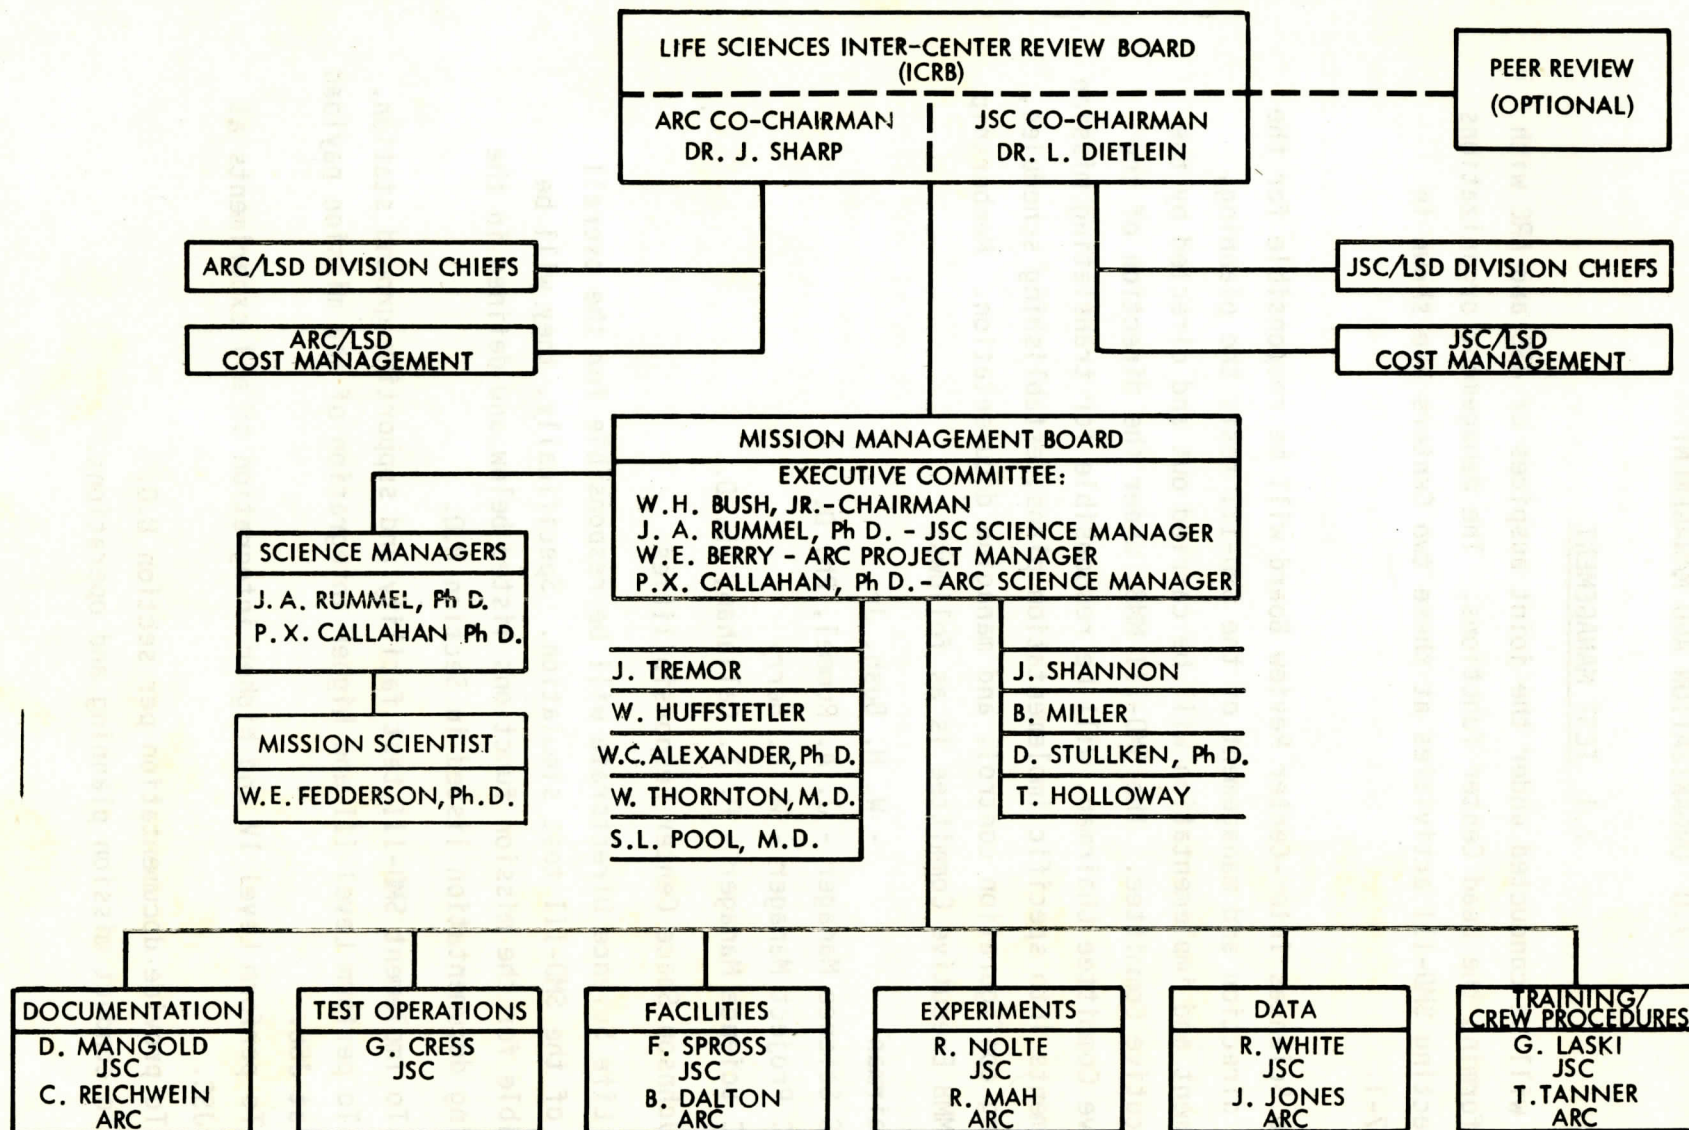 LIFE SCIENCES INTER-CENTER REVIEW BOARD
(ICRB)
ARC CO-CHAIRMAN
DR. J. SHARP
JSC CO-CHAIRMAN
DR. L. DIETLEIN
PEER REVIEW
(OPTIONAL)
ARC/LSD DIVISION CHIEFS
ARC/LSD
COST MANAGEMENT
JSC/LSD DIVISION CHIEFS
JSC/LSD
COST MANAGEMENT
MISSION MANAGEMENT BOARD
EXECUTIVE COMMITTEE:
W.H. BUSH, JR.-CHAIRMAN
J. A. RUMMEL, Ph D. - JSC SCIENCE MANAGER
W.E. BERRY - ARC PROJECT MANAGER
P.X. CALLAHAN, Ph D. - ARC SCIENCE MANAGER
SCIENCE MANAGERS
J. A. RUMMEL, Ph D.
P. X. CALLAHAN Ph D.
MISSION SCIENTIST
W.E. FEDDERSON, Ph.D.
J. TREMOR
W. HUFFSTETLER
W.C. ALEXANDER, Ph D.
W. THORNTON, M.D.
S.L. POOL, M.D.
J. SHANNON
B. MILLER
D. STULLKEN, Ph D.
T. HOLLOWAY
DOCUMENTATION
D. MANGOLD
JSC
C. REICHWEIN
ARC
TEST OPERATIONS
G. CRESS
JSC
FACILITIES
F. SPROSS
JSC
B. DALTON
ARC
EXPERIMENTS
R. NOLTE
JSC
R. MAH
ARC
DATA
R. WHITE
JSC
J. JONES
ARC
TRAINING/
CREW PROCEDURES
G. LASKI
JSC
T. TANNER
ARC